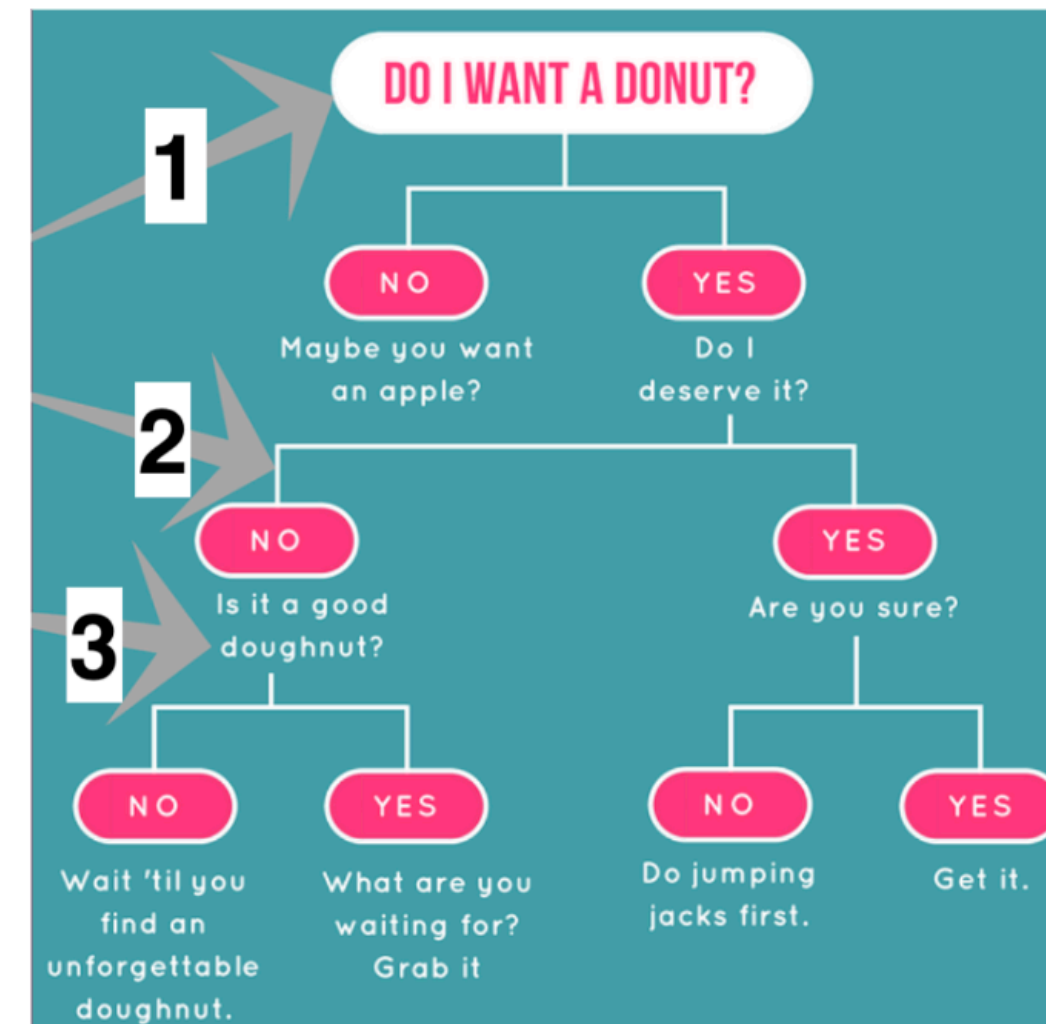 1
DO I WANT A DONUT?
NO
YES
Maybe you want
an apple?
Do I
deserve it?
2
NO
YES
Is it a good
doughnut?
Are you sure?
3
NO
YES
NO
YES
Wait 'til you
find an
unforgettable
doughnut.
What are you
waiting for?
Grab it
Do jumping
jacks first.
Get it.